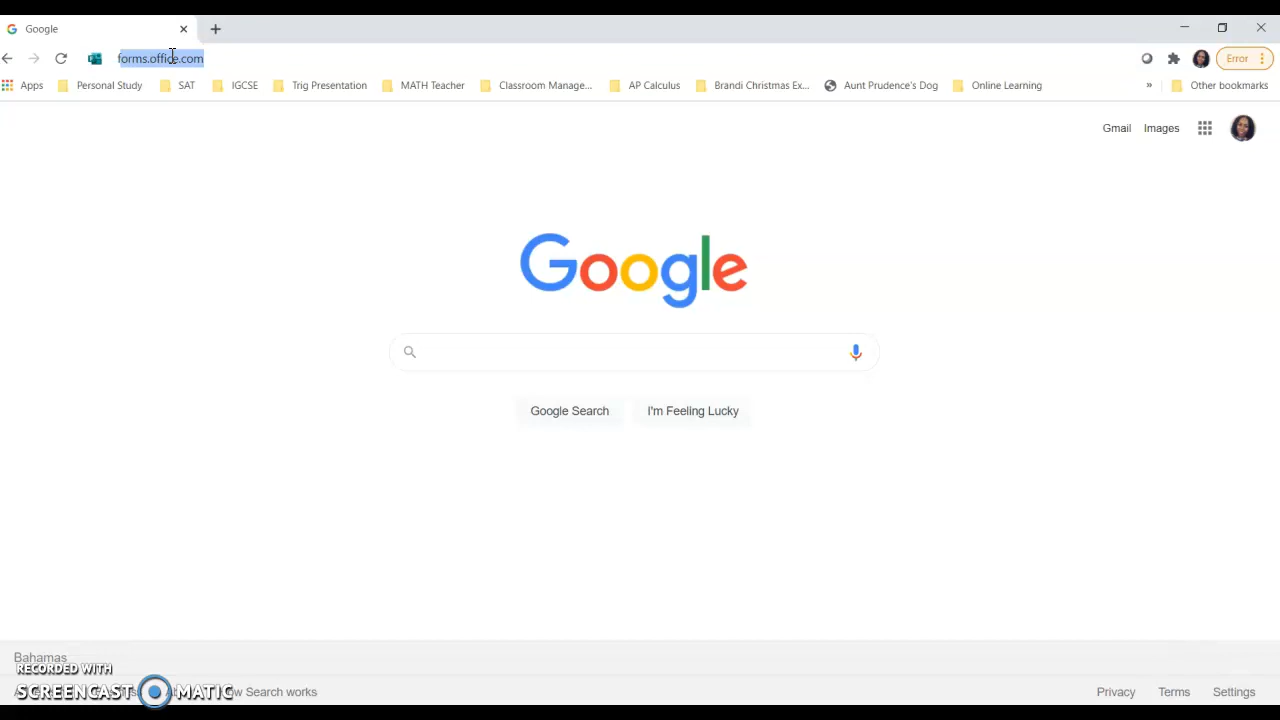 Google
forms.office.com
Error
Apps Personal Study SAT IGCSE Trig Presentation MATH Teacher Classroom Manage... AP Calculus Brandi Christmas Ex... Aunt Prudence's Dog Online Learning » Other bookmarks
Gmail Images
Google
Google Search I'm Feeling Lucky
Bahamas
RECORDED WITH
SCREENCAST MATIC
Search works Privacy Terms Settings